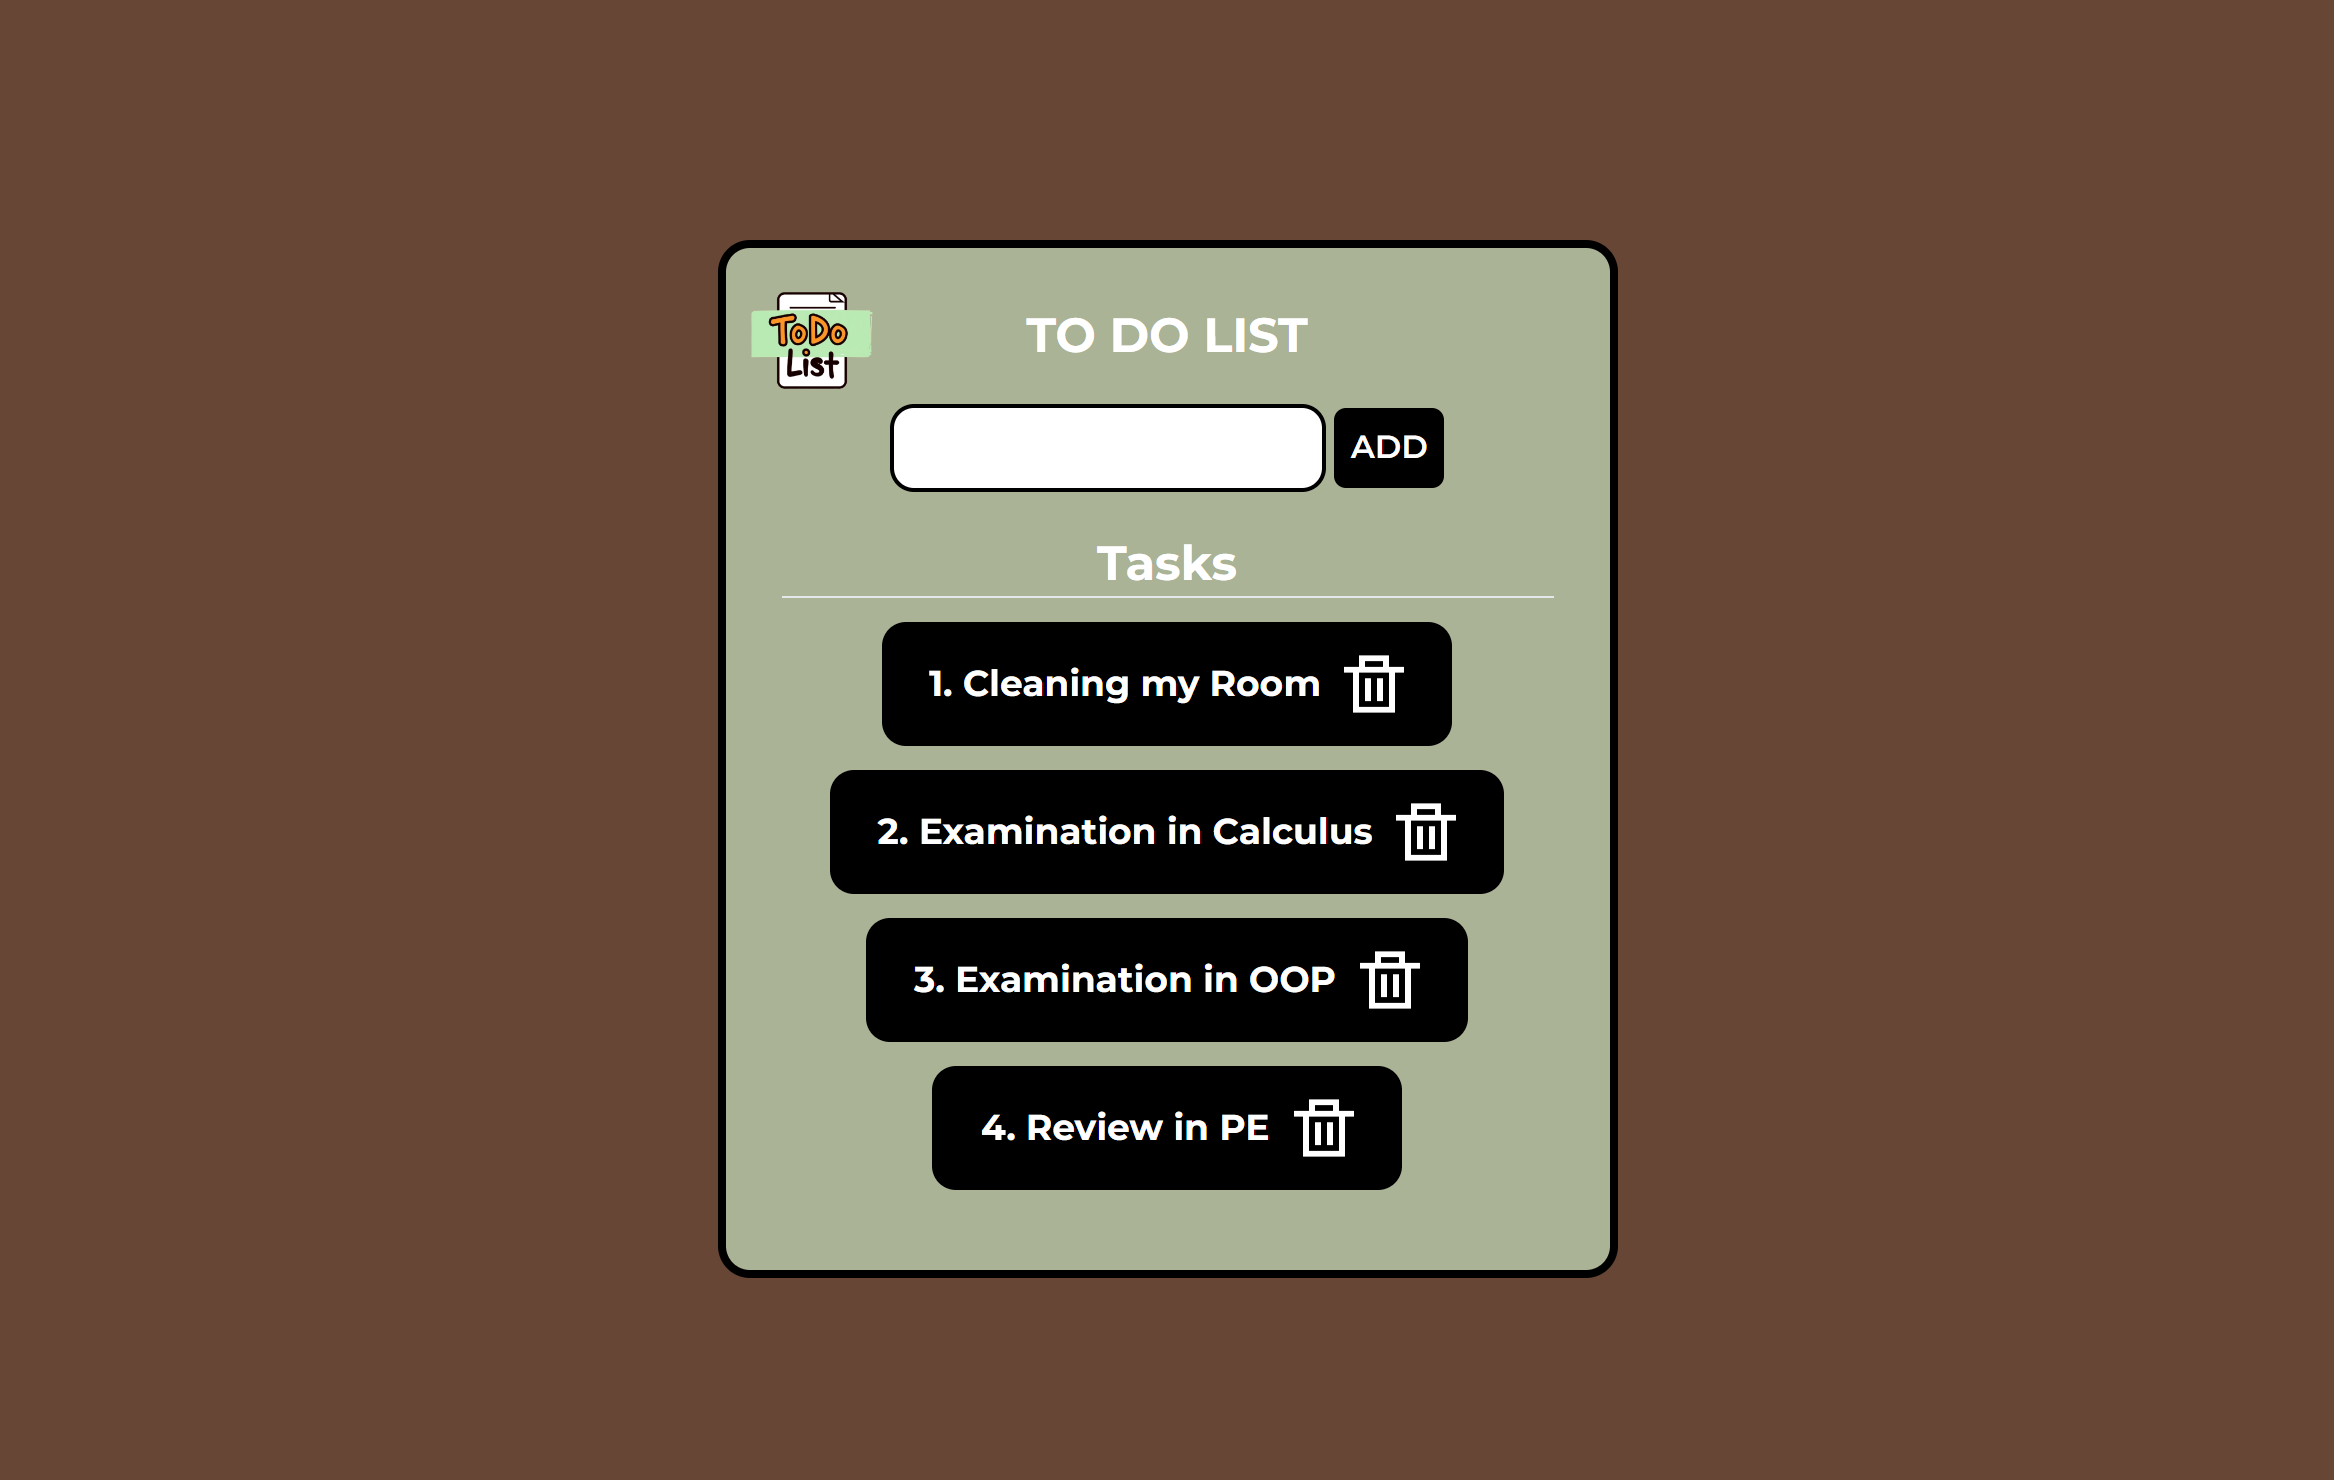 ToDo
List
TO DO LIST
ADD
Tasks
1. Cleaning my Room
2. Examination in Calculus
3. Examination in OOP
4. Review in PE